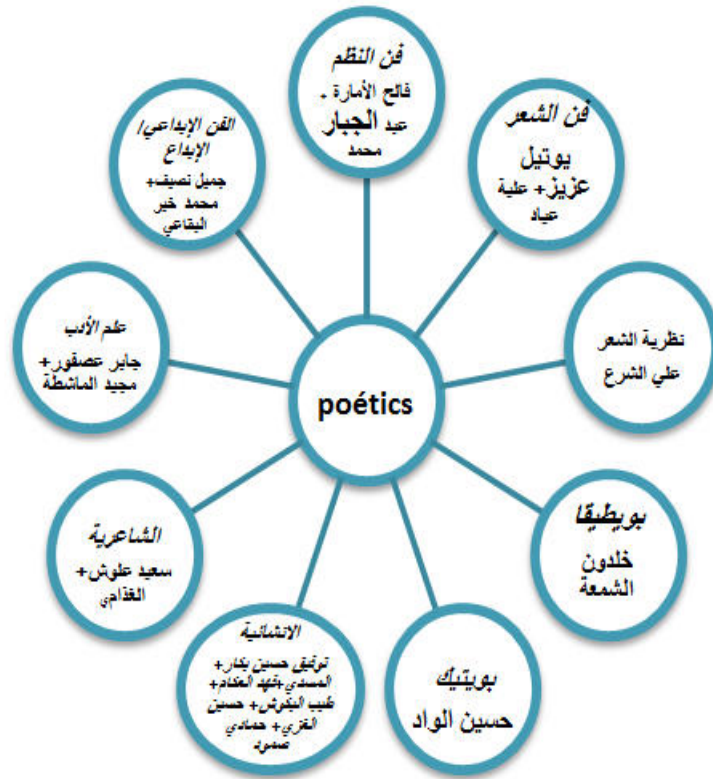 فن النظم
فالح الأمارة .
عبد الجبار
محمد
فن الشعر
يوتيل
عزيز+ علية
عياد
نظرية الشعر
علي الشرع
بويطيقا
خلدون
الشمعة
بويتيك
حسين الواد
الانشائية
توفيق حسين بكار+
المسدي+فهد العكام+
طيب البكوش+ حسين
الغزي+ حمادي
صمود
الشاعرية
سعيد علوش+
الغذامي
علم الأدب
جابر عصفور+
مجيد الماشطة
الفن الإبداعي/
الإبداع
جميل نصيف+
محمد خير
البقاعي
poétics